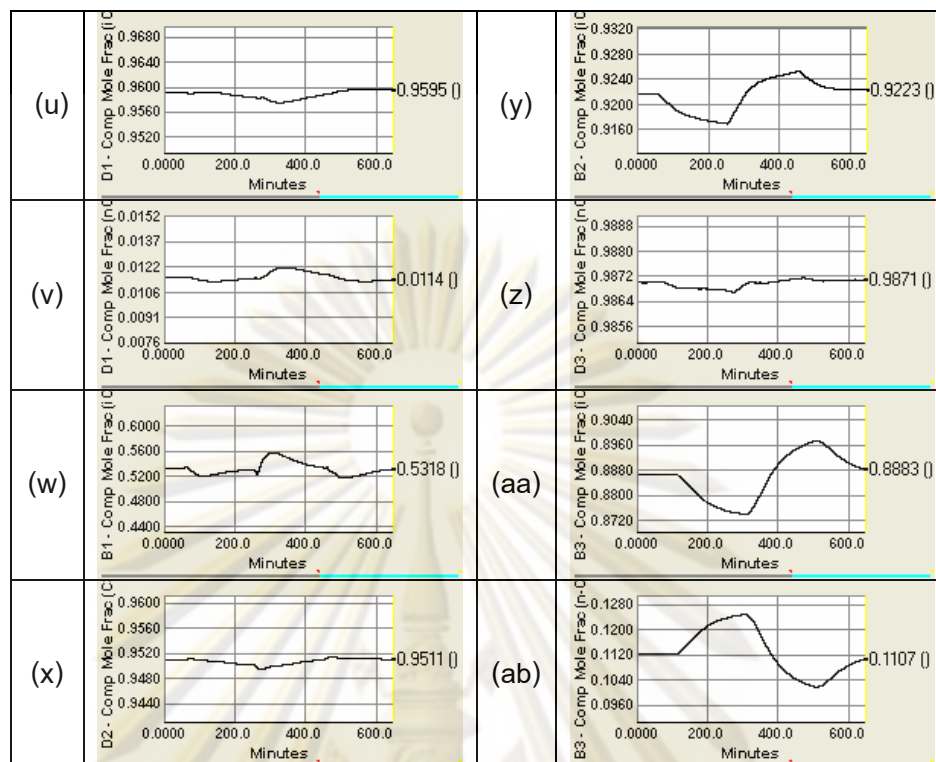 (u)
D1 - Comp Mole Frac (i C
0.9680
0.9640
0.9600
0.9560
0.9520
0.0000 200.0 400.0 600.0
Minutes
0.9595 ()
(y)
B2 - Comp Mole Frac (i C
0.9320
0.9280
0.9240
0.9200
0.9160
0.0000 200.0 400.0 600.0
Minutes
0.9223 ()
(v)
D1 - Comp Mole Frac (n-C
0.0152
0.0137
0.0122
0.0106
0.0091
0.0076
0.0000 200.0 400.0 600.0
Minutes
0.0114 ()
(z)
D3 - Comp Mole Frac (n-C
0.9888
0.9880
0.9872
0.9864
0.9856
0.0000 200.0 400.0 600.0
Minutes
0.9871 ()
(w)
B1 - Comp Mole Frac (i C
0.6000
0.5600
0.5200
0.4800
0.4400
0.0000 200.0 400.0 600.0
Minutes
0.5318 ()
(aa)
B3 - Comp Mole Frac (i C
0.9040
0.8960
0.8880
0.8800
0.8720
0.0000 200.0 400.0 600.0
Minutes
0.8883 ()
(x)
D2 - Comp Mole Frac (C
0.9600
0.9560
0.9520
0.9480
0.9440
0.0000 200.0 400.0 600.0
Minutes
0.9511 ()
(ab)
B3 - Comp Mole Frac (n-C
0.1280
0.1200
0.1120
0.1040
0.0960
0.0000 200.0 400.0 600.0
Minutes
0.1107 ()